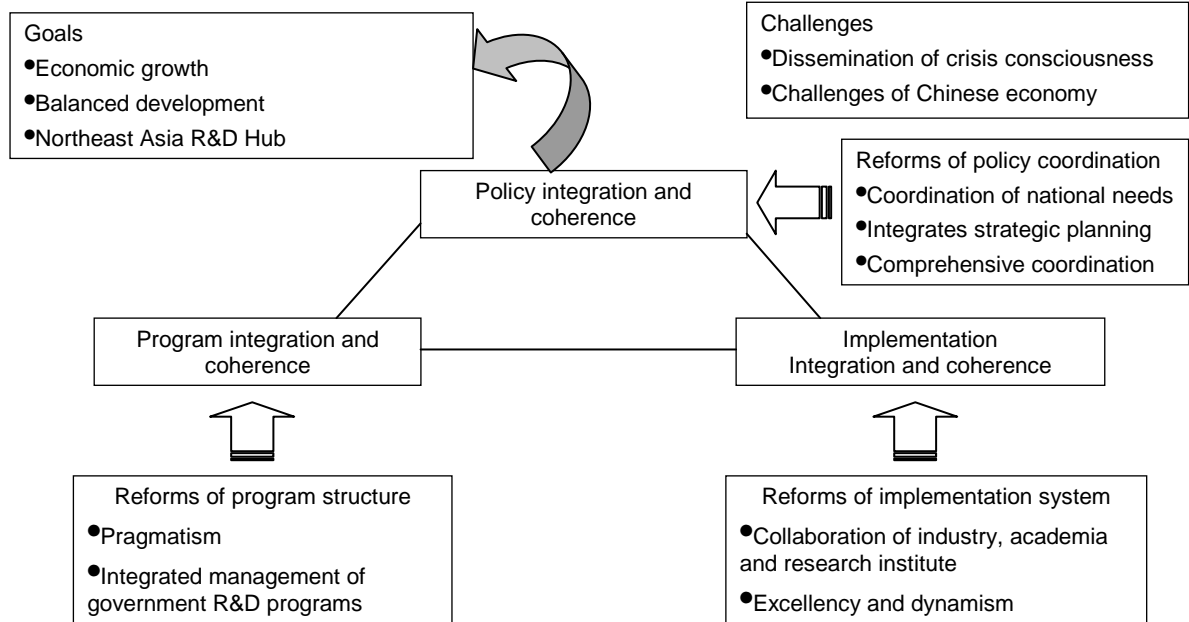 Goals
•Economic growth
•Balanced development
•Northeast Asia R&D Hub
Challenges
•Dissemination of crisis consciousness
•Challenges of Chinese economy
Reforms of policy coordination
•Coordination of national needs
•Integrates strategic planning
•Comprehensive coordination
Policy integration and
coherence
Program integration and
coherence
Implementation
Integration and coherence
Reforms of program structure
•Pragmatism
•Integrated management of
government R&D programs
Reforms of implementation system
•Collaboration of industry, academia
and research institute
•Excellency and dynamism